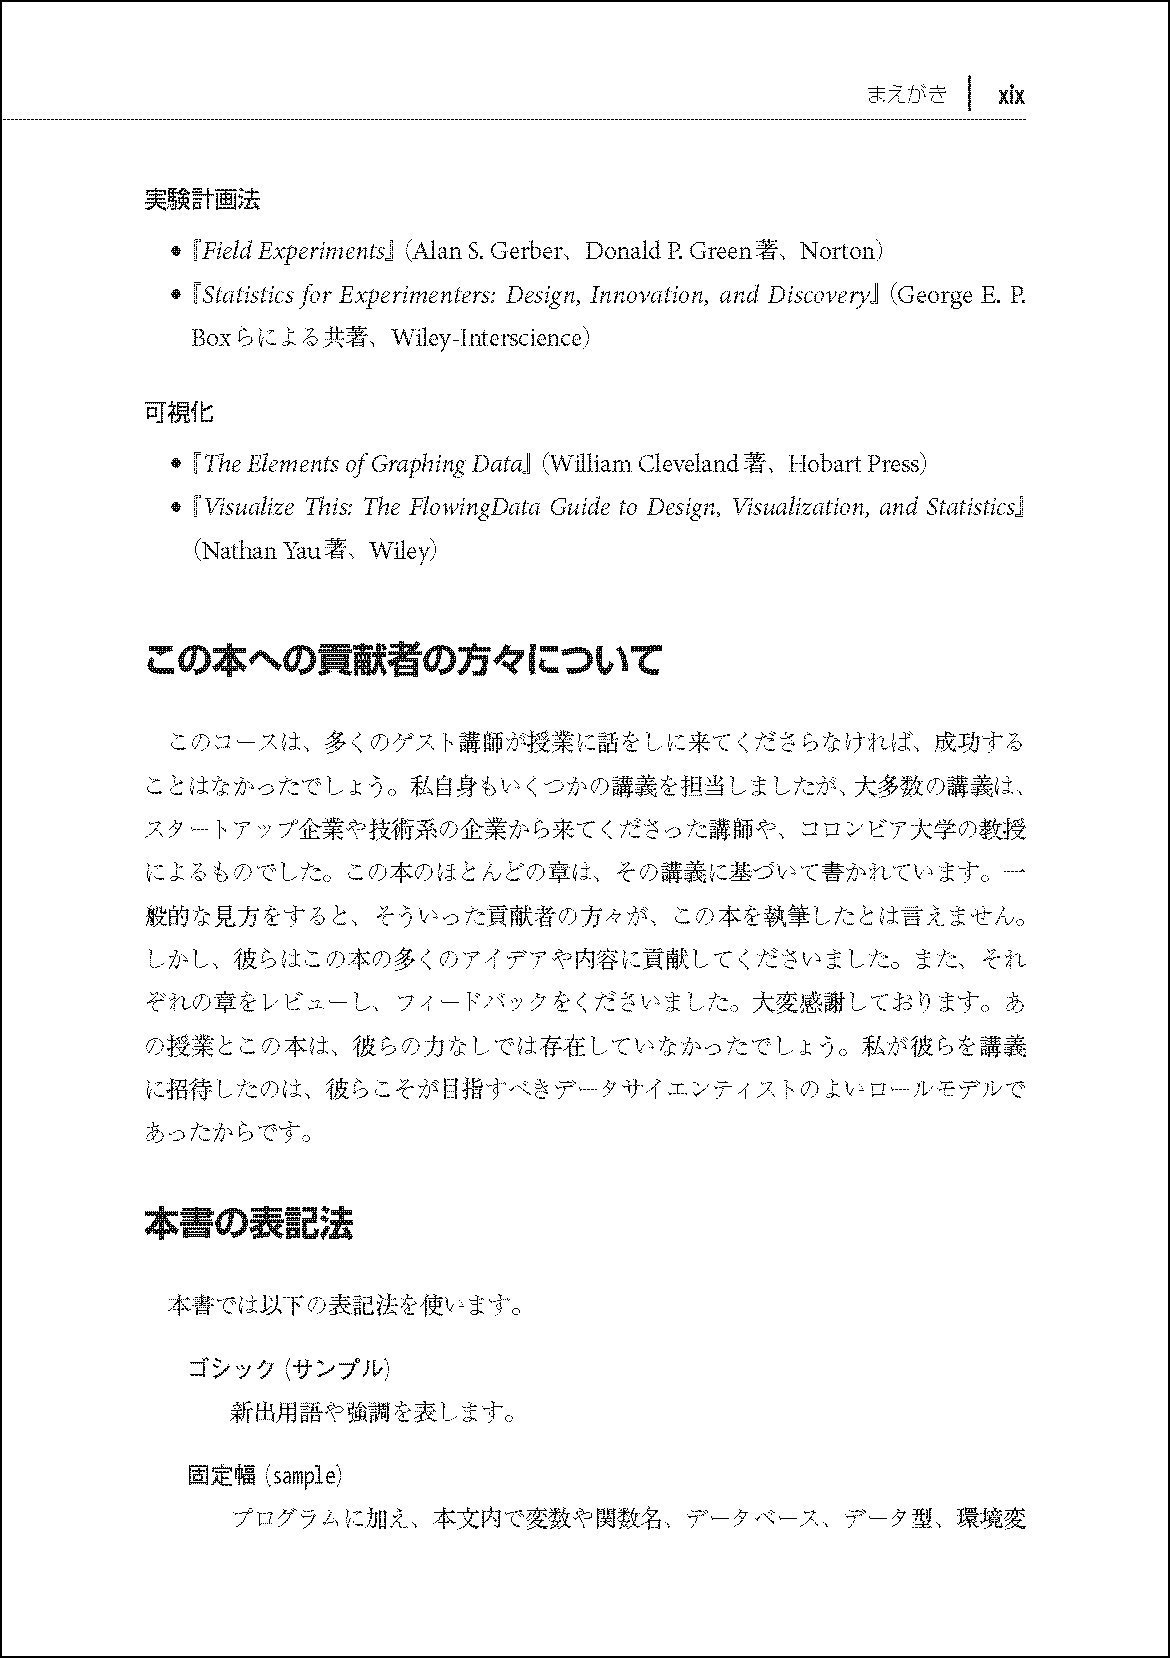 まえがき xix
実験計画法
●『Field Experiments』(Alan S. Gerber、Donald P. Green著、Norton)
●『Statistics for Experimenters: Design, Innovation, and Discovery』(George E. P.
Boxらによる共著、Wiley-Interscience)
可視化
●『The Elements of Graphing Data』(William Cleveland著、Hobart Press)
●『Visualize This: The FlowingData Guide to Design, Visualization, and Statistics』
(Nathan Yau著、Wiley)
この本への貢献者の方々について
このコースは、多くのゲスト講師が授業に話をしに来てくださらなければ、成功する
ことはなかったでしょう。私自身もいくつかの講義を担当しましたが、大多数の講義は、
スタートアップ企業や技術系の企業から来てくださった講師や、コロンビア大学の教授
によるものでした。この本のほとんどの章は、その講義に基づいて書かれています。一
般的な見方をすると、そういった貢献者の方々が、この本を執筆したとは言えません。
しかし、彼らはこの本の多くのアイデアや内容に貢献してくださいました。また、それ
ぞれの章をレビューし、フィードバックをくださいました。大変感謝しております。あ
の授業とこの本は、彼らの力なしでは存在していなかったでしょう。私が彼らを講義
に招待したのは、彼らこそが目指すべきデータサイエンティストのよいロールモデルで
あったからです。
本書の表記法
本書では以下の表記法を使います。
ゴシック(サンプル)
新出用語や強調を表します。
固定幅(sample)
プログラムに加え、本文内で変数や関数名、データベース、データ型、環境変